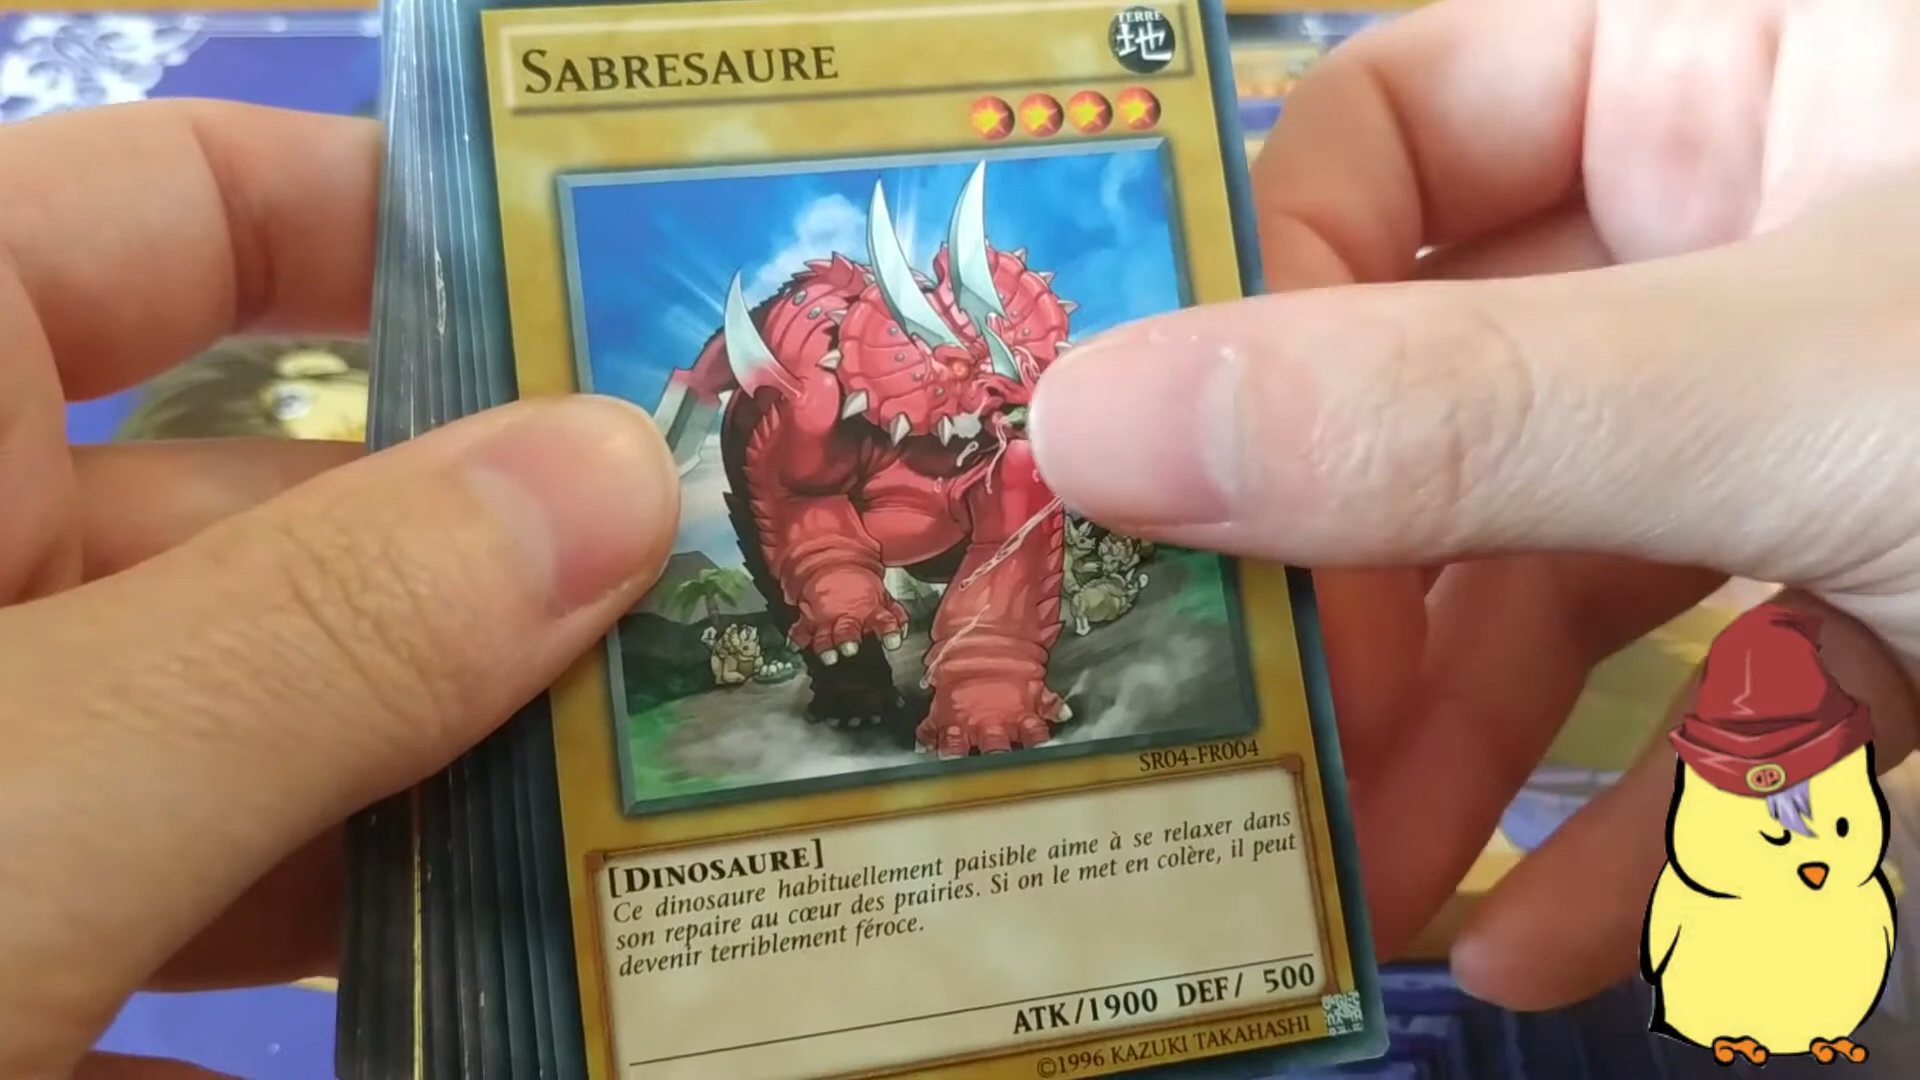 SABRESAURE
TERRE
地
SR04-FR004
[DINOSAURE]
Ce dinosaure habituellement paisible aime à se relaxer dans
son repaire au cœur des prairies. Si on le met en colère, il peut
devenir terriblement féroce.
ATK/1900 DEF/ 500
©1996 KAZUKI TAKAHASHI